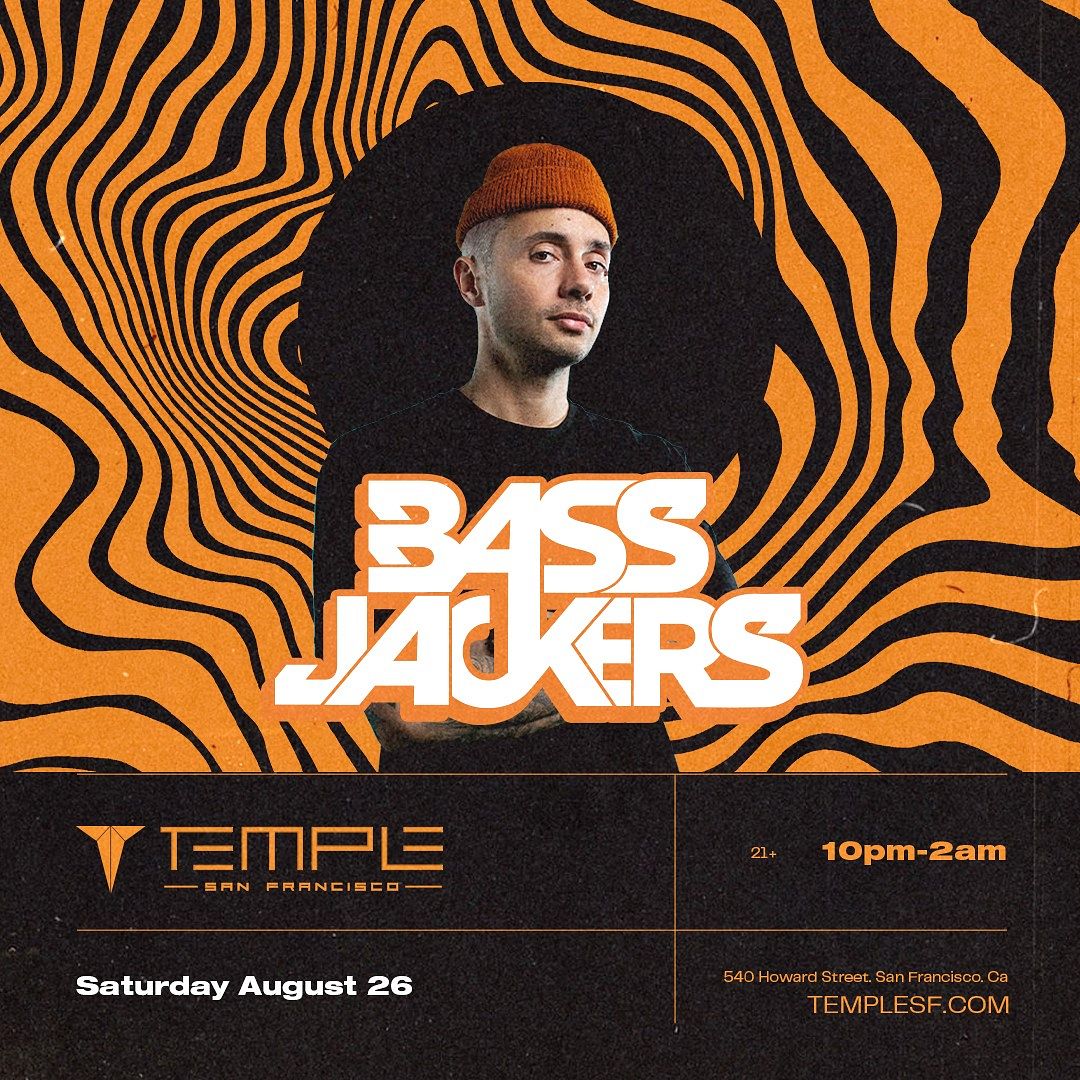 BASS
JACKERS
TEMPLE
SAN FRANCISCO
21+ 10pm-2am
Saturday August 26
540 Howard Street. San Francisco. Ca
TEMPLESF.COM